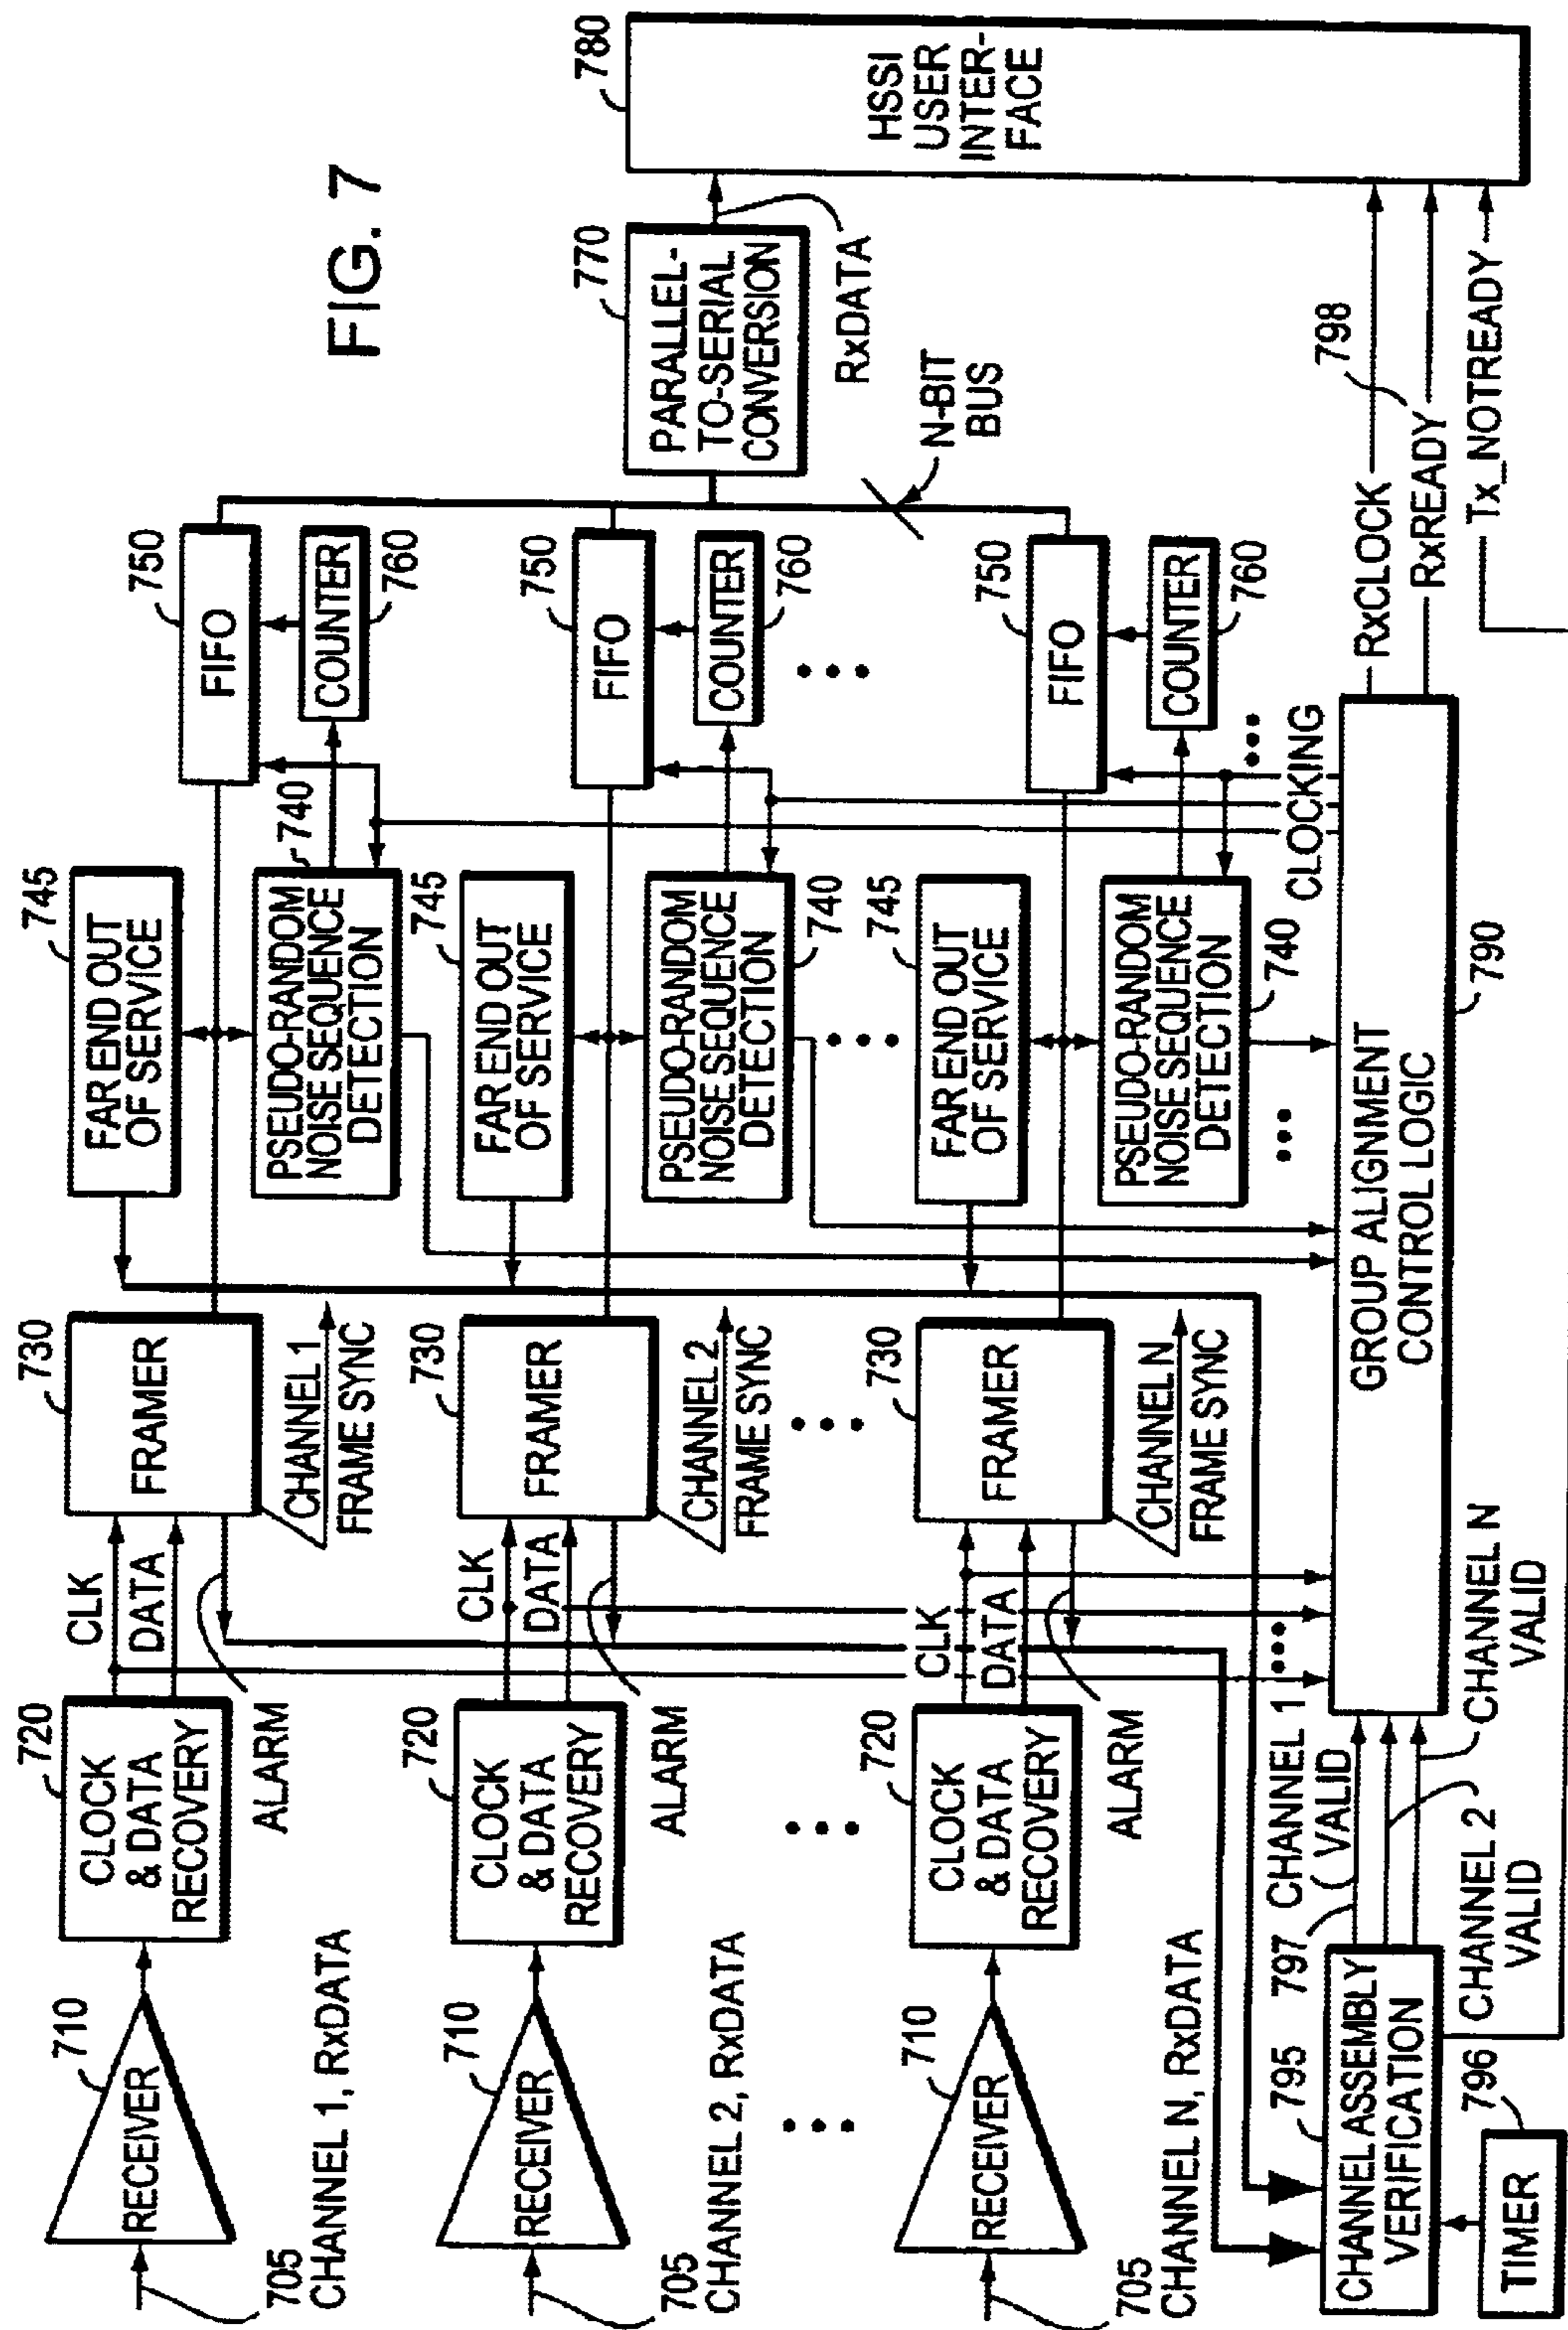 FIG. 7
705
CHANNEL 1, RxDATA
710
RECEIVER
720
CLOCK
& DATA
RECOVERY
CLK
DATA
ALARM
730
FRAMER
CHANNEL 1
FRAME SYNC
745
FAR END OUT
OF SERVICE
740
PSEUDO-RANDOM
NOISE SEQUENCE
DETECTION
750
FIFO
COUNTER
760
705
CHANNEL 2, RxDATA
710
RECEIVER
720
CLOCK
& DATA
RECOVERY
CLK
DATA
ALARM
730
FRAMER
CHANNEL 2
FRAME SYNC
745
FAR END OUT
OF SERVICE
PSEUDO-RANDOM
NOISE SEQUENCE
DETECTION
740
750
FIFO
COUNTER
760
770
PARALLEL-
TO-SERIAL
CONVERSION
RxDATA
N-BIT
BUS
780
HSSI
USER
INTER-
FACE
705
CHANNEL N, RxDATA
710
RECEIVER
720
CLOCK
& DATA
RECOVERY
CLK
DATA
ALARM
730
FRAMER
CHANNEL N
FRAME SYNC
745
FAR END OUT
OF SERVICE
PSEUDO-RANDOM
NOISE SEQUENCE
DETECTION
740
750
FIFO
COUNTER
760
CLOCKING
RxCLOCK
798
RxREADY
Tx_NOTREADY
795
CHANNEL ASSEMBLY
VERIFICATION
796
TIMER
797
CHANNEL 1
VALID
CHANNEL 2
VALID
CHANNEL N
VALID
GROUP ALIGNMENT
CONTROL LOGIC
790